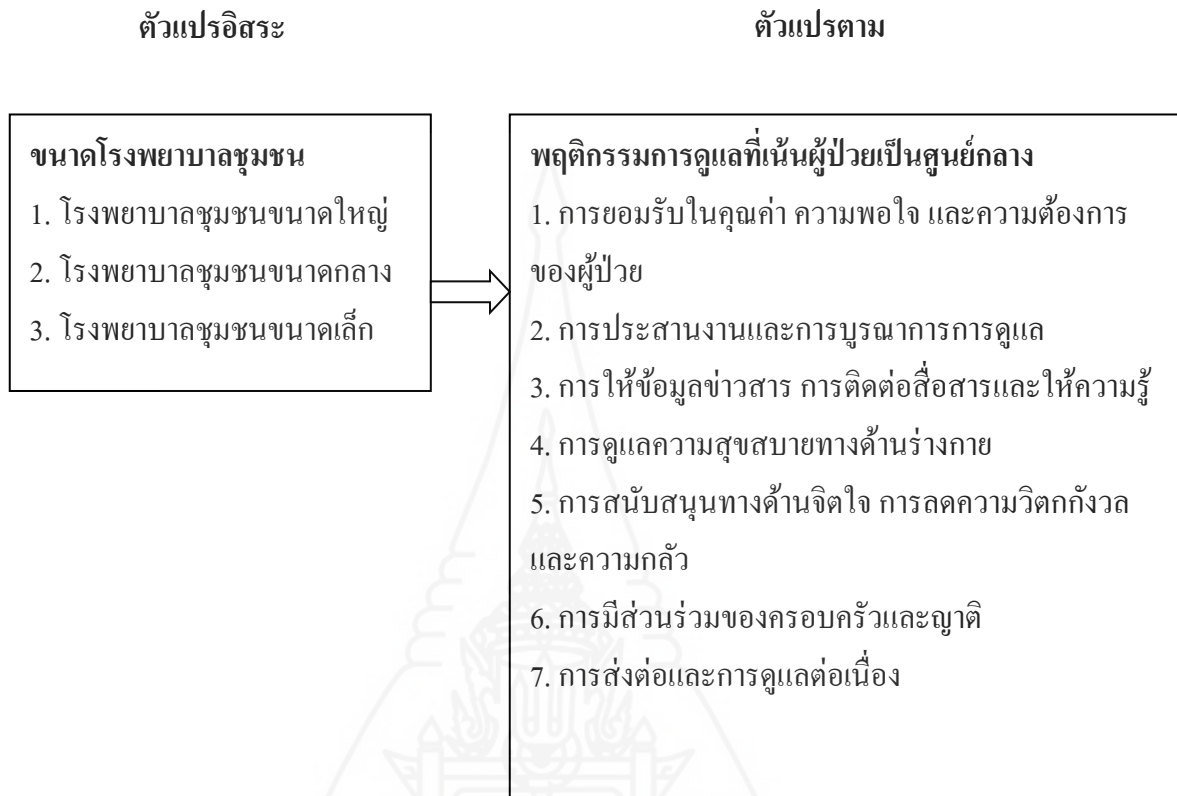 ตัวแปรอิสระ
ตัวแปรตาม
ขนาดโรงพยาบาลชุมชน
1. โรงพยาบาลชุมชนขนาดใหญ่
2. โรงพยาบาลชุมชนขนาดกลาง
3. โรงพยาบาลชุมชนขนาดเล็ก
พฤติกรรมการดูแลที่เน้นผู้ป่วยเป็นศูนย์กลาง
1. การยอมรับในคุณค่า ความพอใจ และความต้องการ
ของผู้ป่วย
2. การประสานงานและการบูรณาการการดูแล
3. การให้ข้อมูลข่าวสาร การติดต่อสื่อสารและให้ความรู้
4. การดูแลความสุขสบายทางด้านร่างกาย
5. การสนับสนุนทางด้านจิตใจ การลดความวิตกกังวล
และความกลัว
6. การมีส่วนร่วมของครอบครัวและญาติ
7. การส่งต่อและการดูแลต่อเนื่อง